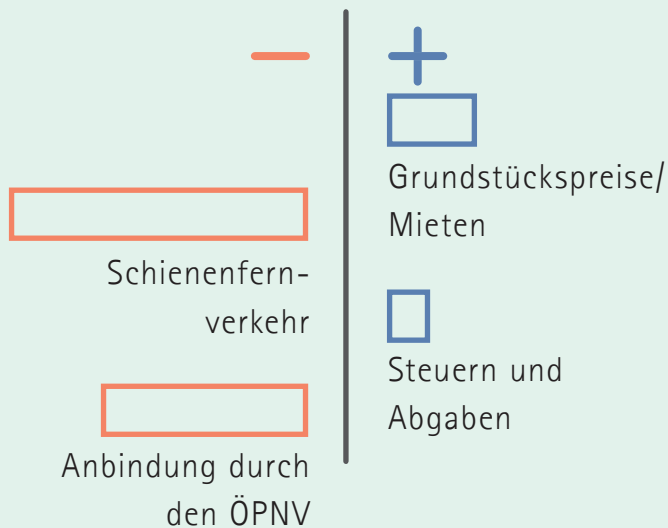 − +
Grundstückspreise/
Mieten
Schienenfern-
verkehr
Steuern und
Abgaben
Anbindung durch
den ÖPNV